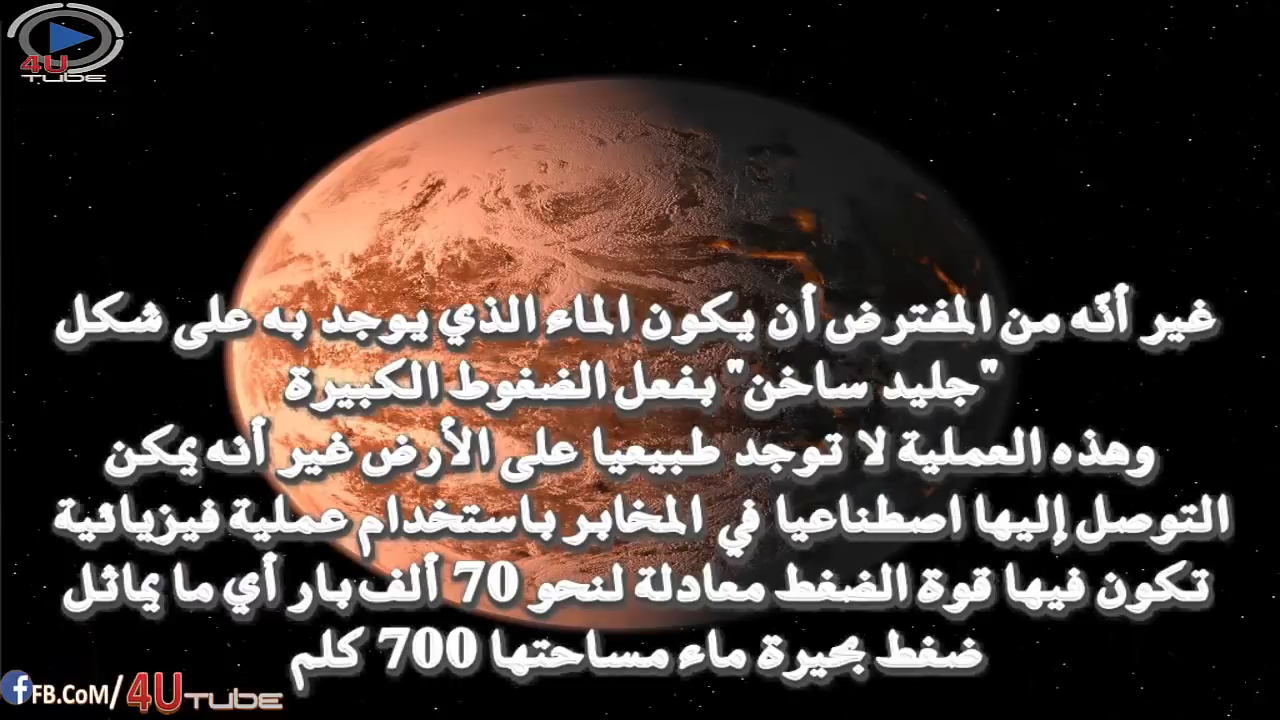 4U
TUBE
غير أنّه من المفترض أن يكون الماء الذي يوجد به على شكل
"جليد ساخن" بفعل الضغوط الكبيرة
وهذه العملية لا توجد طبيعيا على الأرض غير أنه يمكن
التوصل إليها اصطناعيا في المخابر باستخدام عملية فيزيائية
تكون فيها قوة الضغط معادلة لنحو 70 ألف بار أي ما يماثل
ضغط بحيرة ماء مساحتها 700 كلم
f FB.COM/4UTUBE